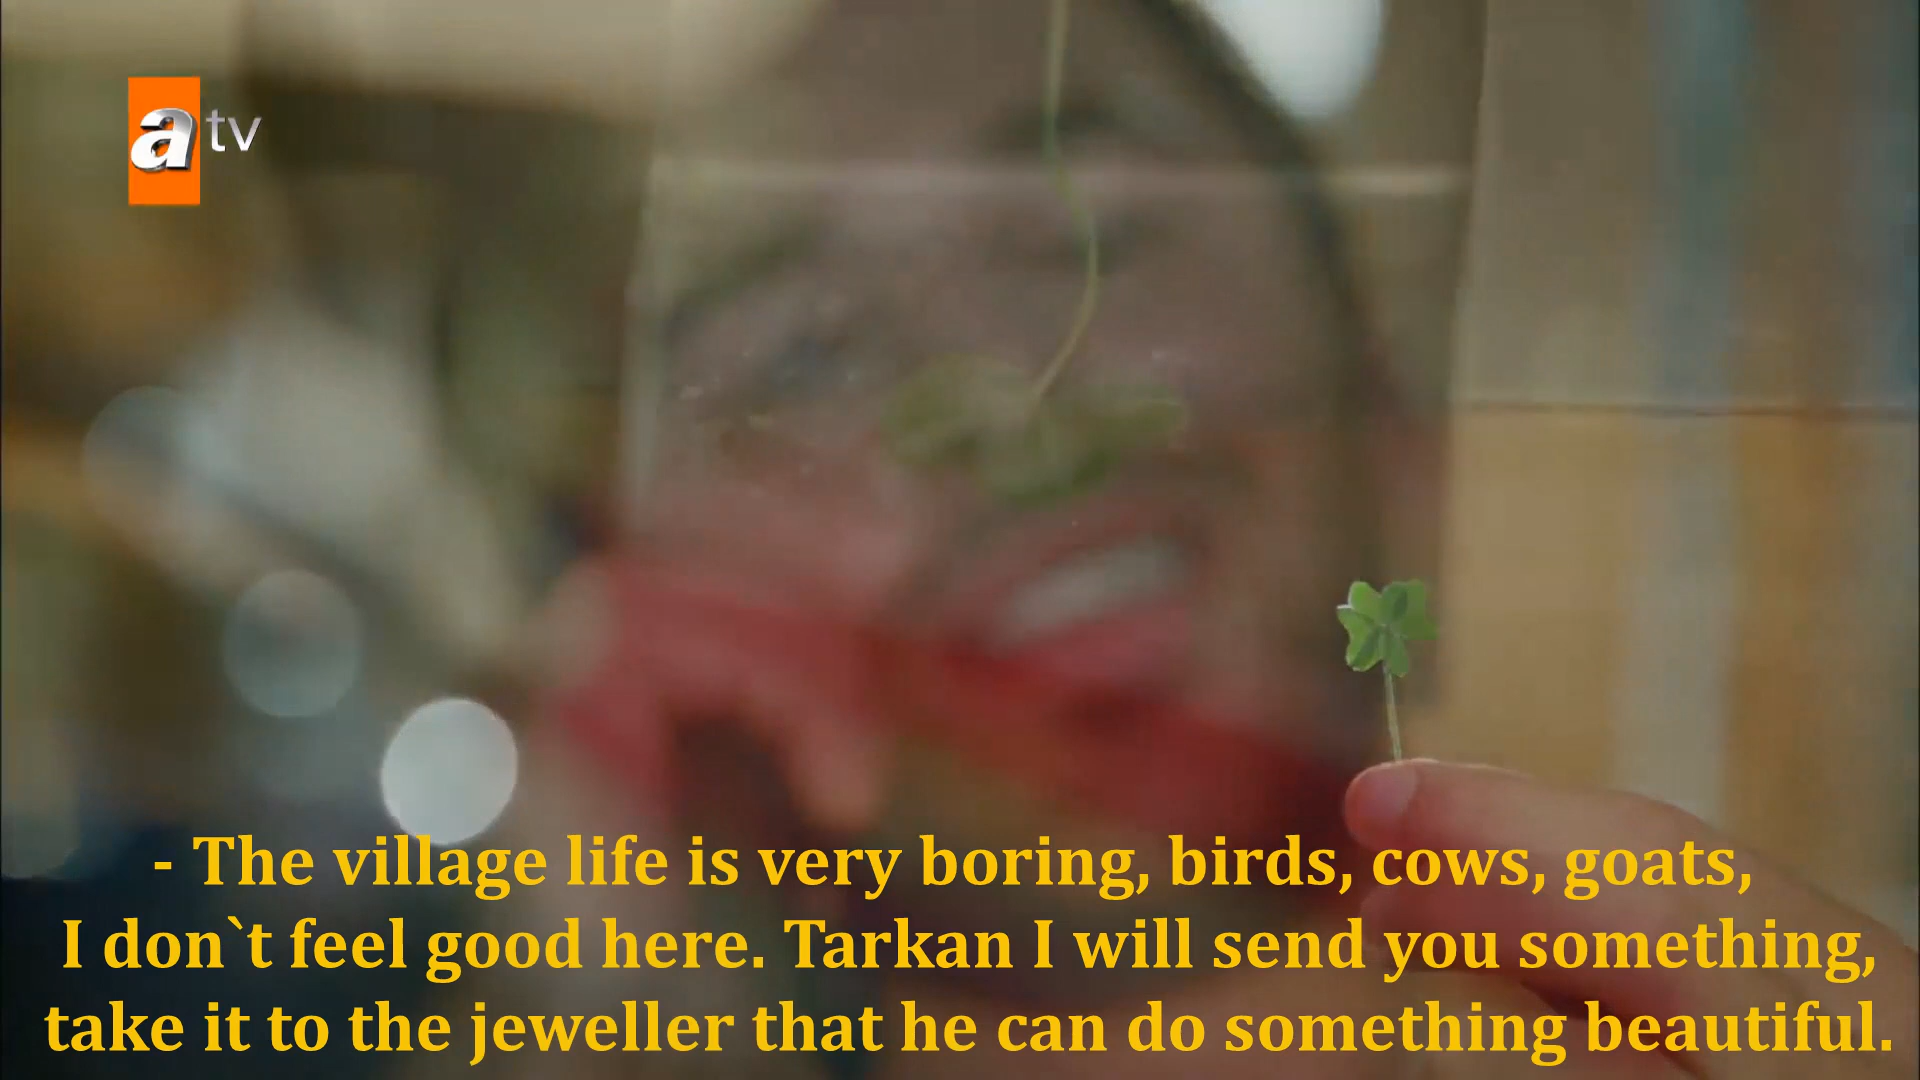 atv
- The village life is very boring, birds, cows, goats,
I don`t feel good here. Tarkan I will send you something,
take it to the jeweller that he can do something beautiful.